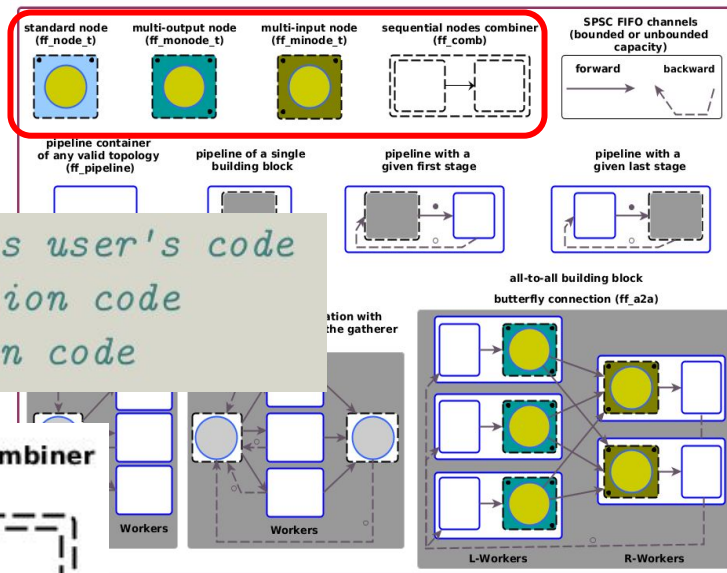 standard node
(ff_node_t)
multi-output node
(ff_monode_t)
multi-input node
(ff_minode_t)
sequential nodes combiner
(ff_comb)
SPSC FIFO channels
(bounded or unbounded
capacity)
forward
backward
pipeline container
of any valid topology
(ff_pipeline)
pipeline of a single
building block
pipeline with a
given first stage
pipeline with a
given last stage
s user's code
ion code
n code
ation with
the gatherer
all-to-all building block
butterfly connection (ff_a2a)
mbiner
Workers
Workers
L-Workers
R-Workers